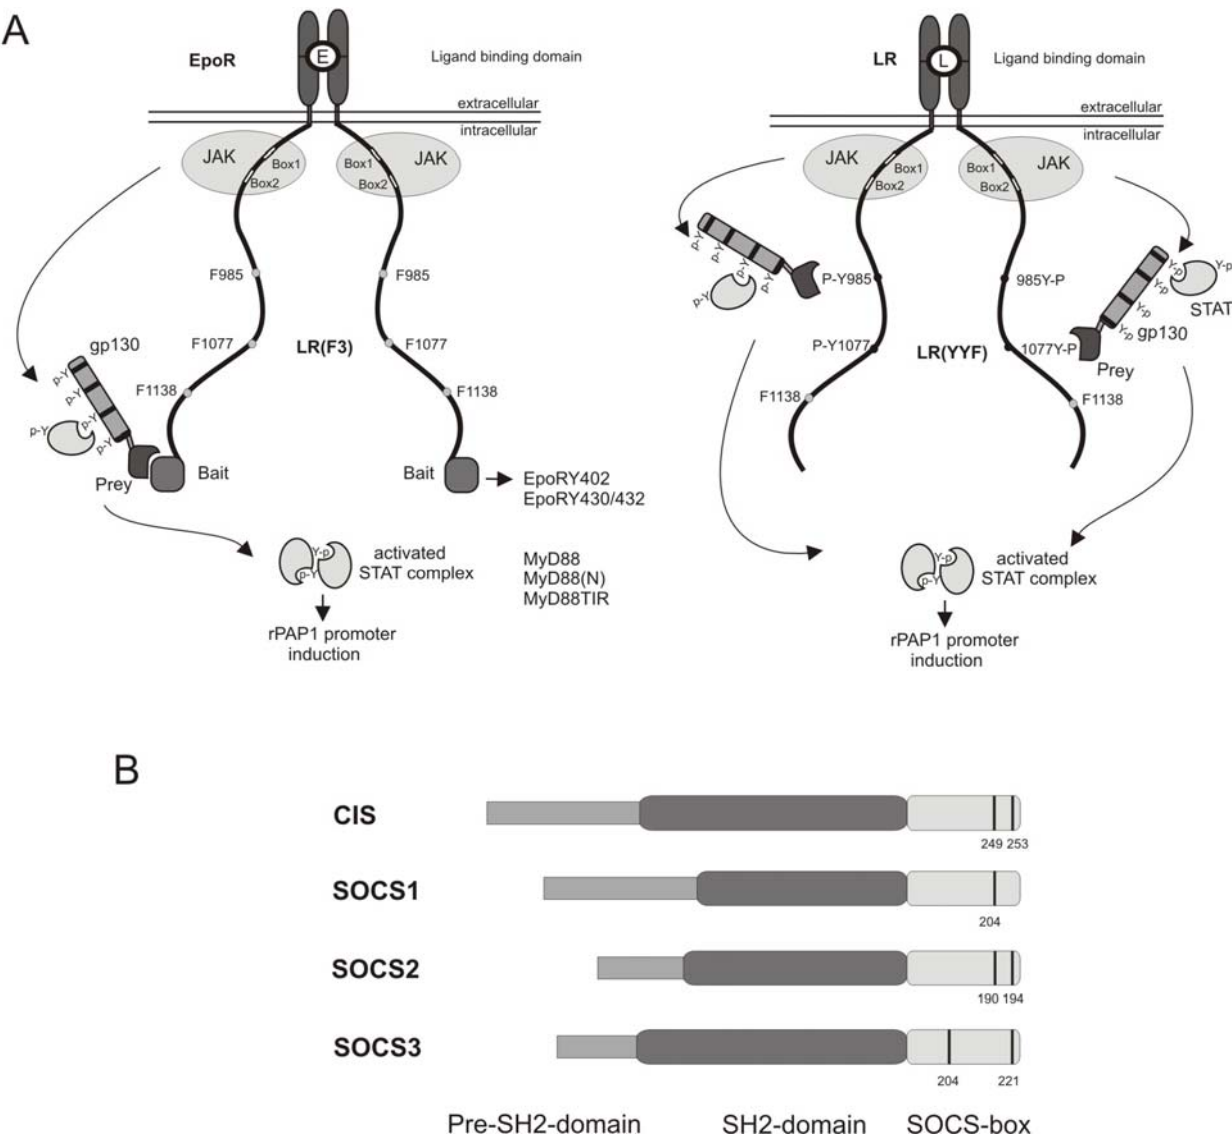 A
EpoR
E
Ligand binding domain
extracellular
intracellular
JAK
Box1
Box2
Box1
Box2
JAK
F985
F985
F1077
LR(F3)
F1077
gp130
p-Y
p-Y
p-Y
p-Y
p-Y
F1138
F1138
Prey
Bait
Bait
EpoRY402
EpoRY430/432
Y-p
p-Y
activated
STAT complex
MyD88
MyD88(N)
MyD88TIR
rPAP1 promoter
induction
LR
L
Ligand binding domain
extracellular
intracellular
JAK
Box1
Box2
Box1
Box2
JAK
p-Y
p-Y
p-Y
p-Y
p-Y
P-Y985
985Y-P
Y-p
Y-p
Y-p
Y-p
Y-p
STAT
gp130
P-Y1077
LR(YYF)
1077Y-P
Prey
F1138
F1138
Y-p
p-Y
activated
STAT complex
rPAP1 promoter
induction
B
CIS
249 253
SOCS1
204
SOCS2
190 194
SOCS3
204 221
Pre-SH2-domain SH2-domain SOCS-box